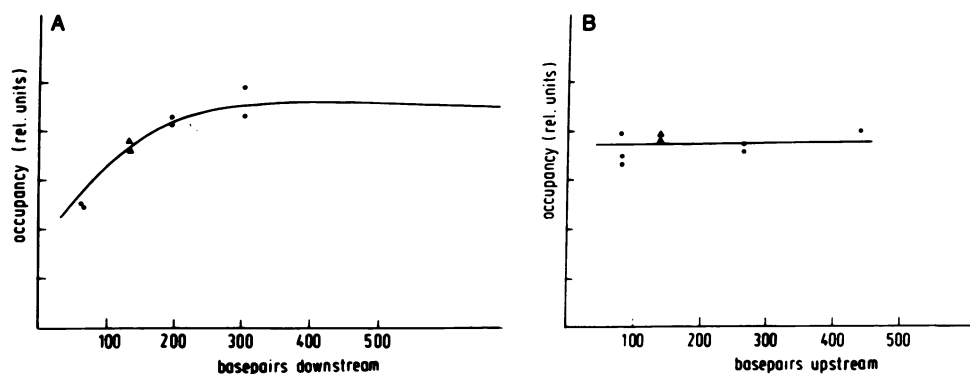 A
occupancy (rel. units)
100 200 300 400 500
basepairs downstream
B
occupancy (rel. units)
100 200 300 400 500
basepairs upstream